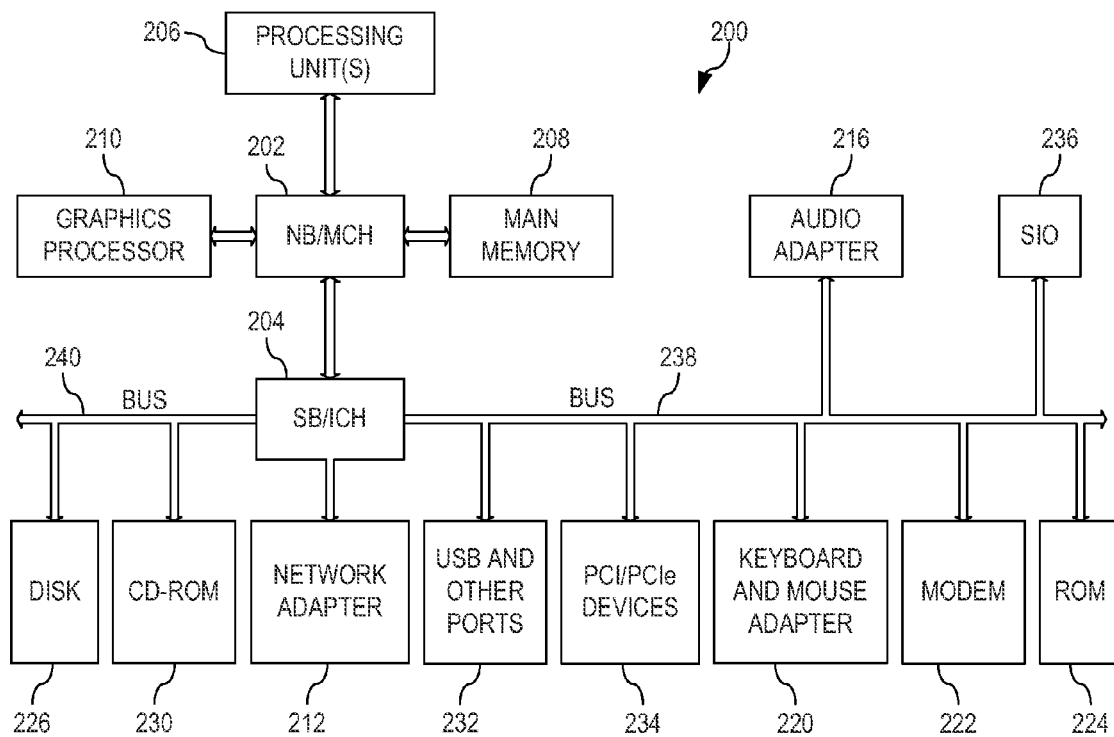 206
PROCESSING
UNIT(S)
200
210
202
208
216
236
GRAPHICS
PROCESSOR
NB/MCH
MAIN
MEMORY
AUDIO
ADAPTER
SIO
204
240
238
BUS
SB/ICH
BUS
DISK
CD-ROM
NETWORK
ADAPTER
USB AND
OTHER
PORTS
PCI/PCIe
DEVICES
KEYBOARD
AND MOUSE
ADAPTER
MODEM
ROM
226
230
212
232
234
220
222
224